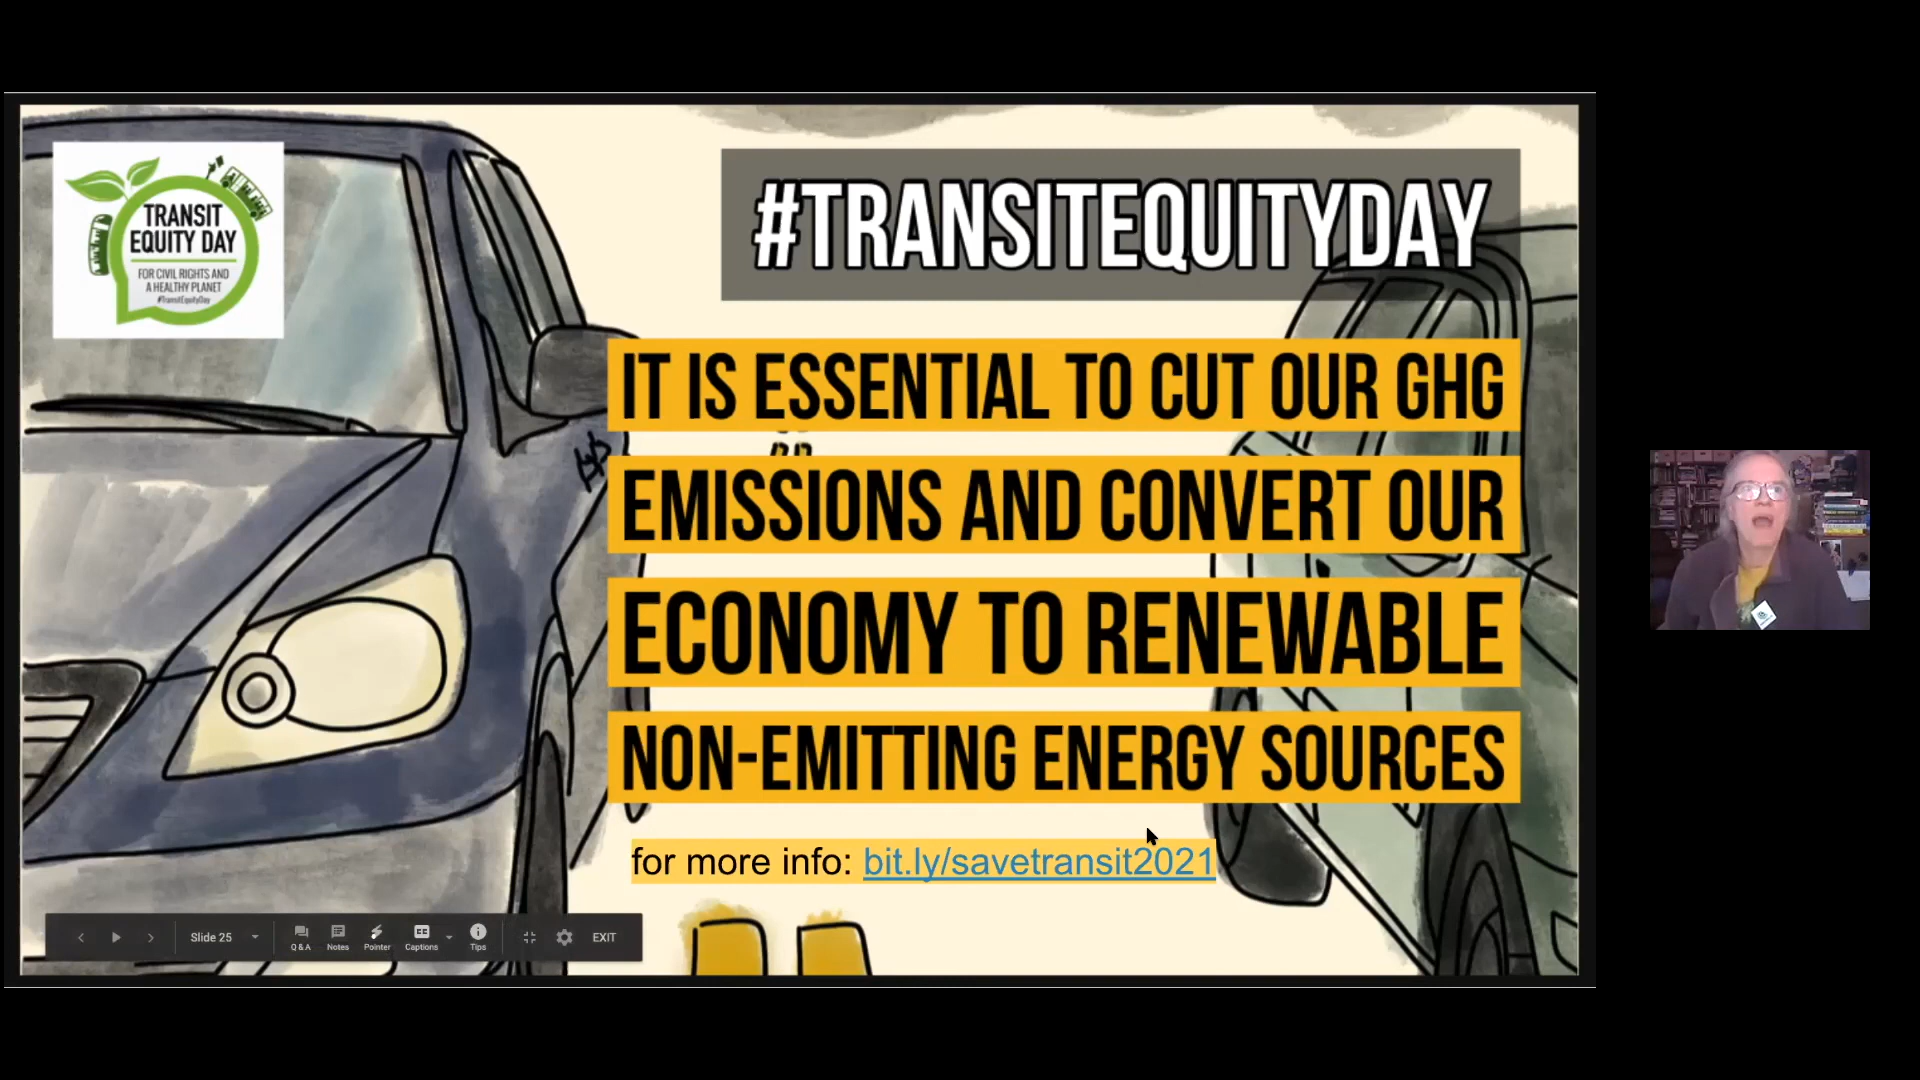 TRANSIT
EQUITY DAY
FOR CIVIL RIGHTS AND
A HEALTHY PLANET
#TransitEquityDay
#TRANSITEQUITYDAY
IT IS ESSENTIAL TO CUT OUR GHG
EMISSIONS AND CONVERT OUR
ECONOMY TO RENEWABLE
NON-EMITTING ENERGY SOURCES
for more info: bit.ly/savetransit2021
Slide 25
Q & A
Notes
Pointer
CC
Captions
Tips
EXIT